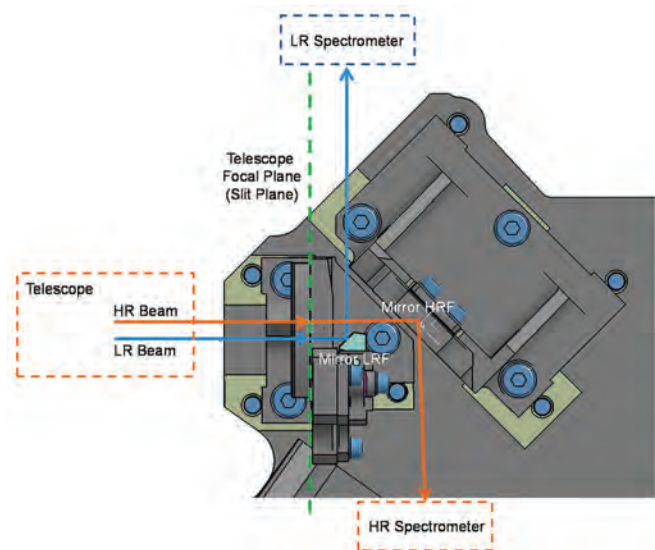 LR Spectrometer
Telescope
Focal Plane
(Slit Plane)
Telescope
HR Beam
LR Beam
Mirror HRF
Mirror LRF
HR Spectrometer